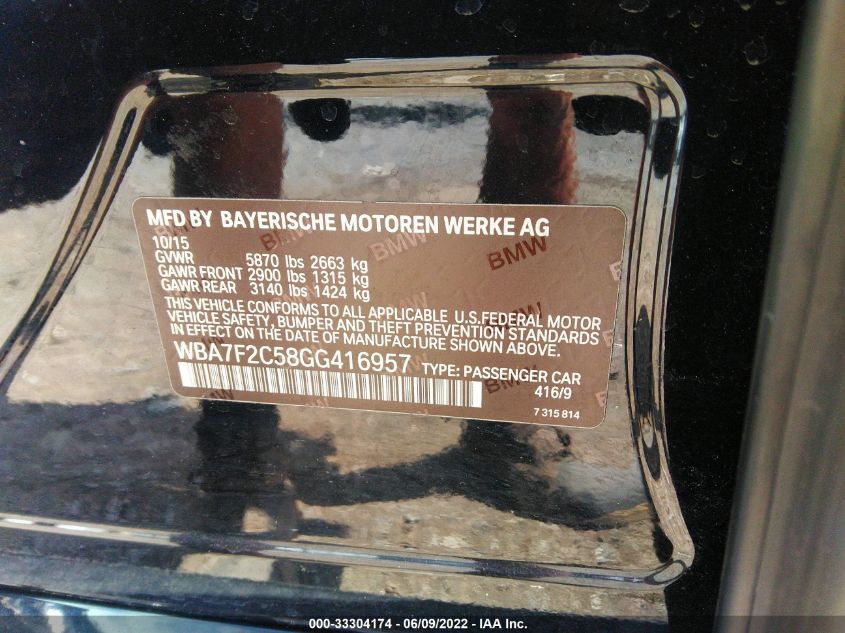 MFD BY BAYERISCHE MOTOREN WERKE AG
10/15
GVWR 5870 lbs 2663 kg
GAWR FRONT 2900 lbs 1315 kg
GAWR REAR 3140 lbs 1424 kg
THIS VEHICLE CONFORMS TO ALL APPLICABLE U.S.FEDERAL MOTOR
VEHICLE SAFETY, BUMPER AND THEFT PREVENTION STANDARDS
IN EFFECT ON THE DATE OF MANUFACTURE SHOWN ABOVE.
WBA7F2C58GG416957 TYPE: PASSENGER CAR
416/9
7 315 814
BMW
BMW
BMW
000-33304174 - 06/09/2022 - IAA Inc.